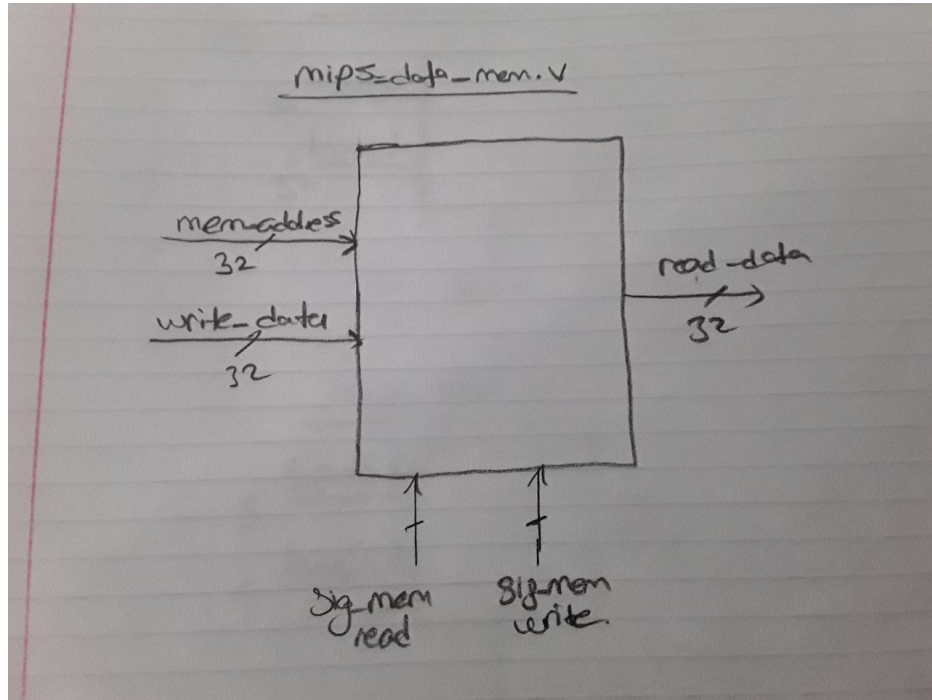 mips_data_mem.v
mem_address
32
write_data
32
read_data
32
sig_mem
read
sig_mem
write.